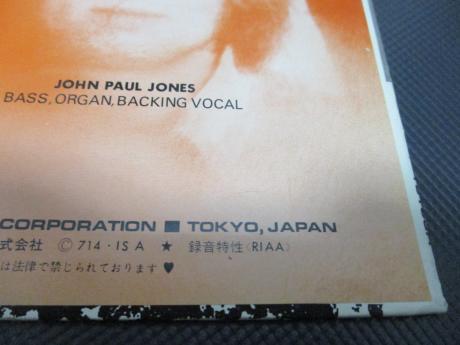 JOHN PAUL JONES
BASS, ORGAN, BACKING VOCAL
CORPORATION ■ TOKYO, JAPAN
式会社 Ⓒ 714・IS A ★ 録音特性(RIAA)
は法律で禁じられております♥